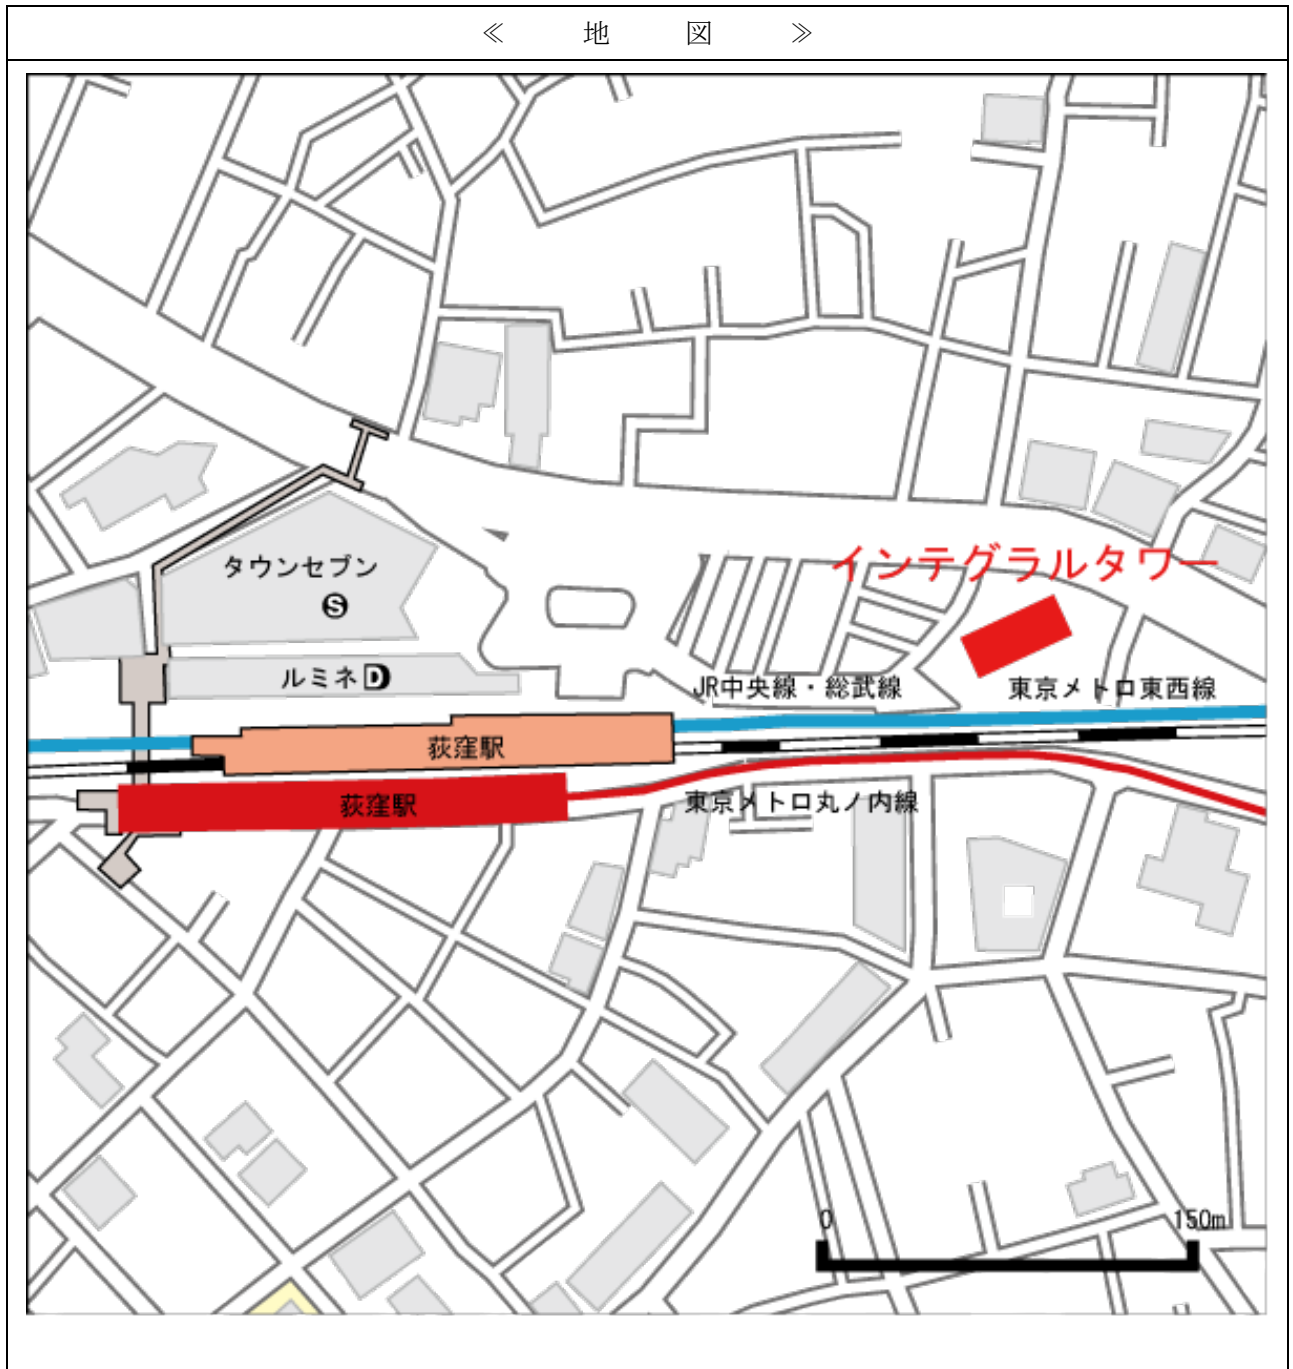 ≪ 地 図 ≫
インテグラルタワー
タウンセブン
S
ルミネ D
JR中央線・総武線
東京メトロ東西線
荻窪駅
荻窪駅
東京メトロ丸ノ内線
0
150m